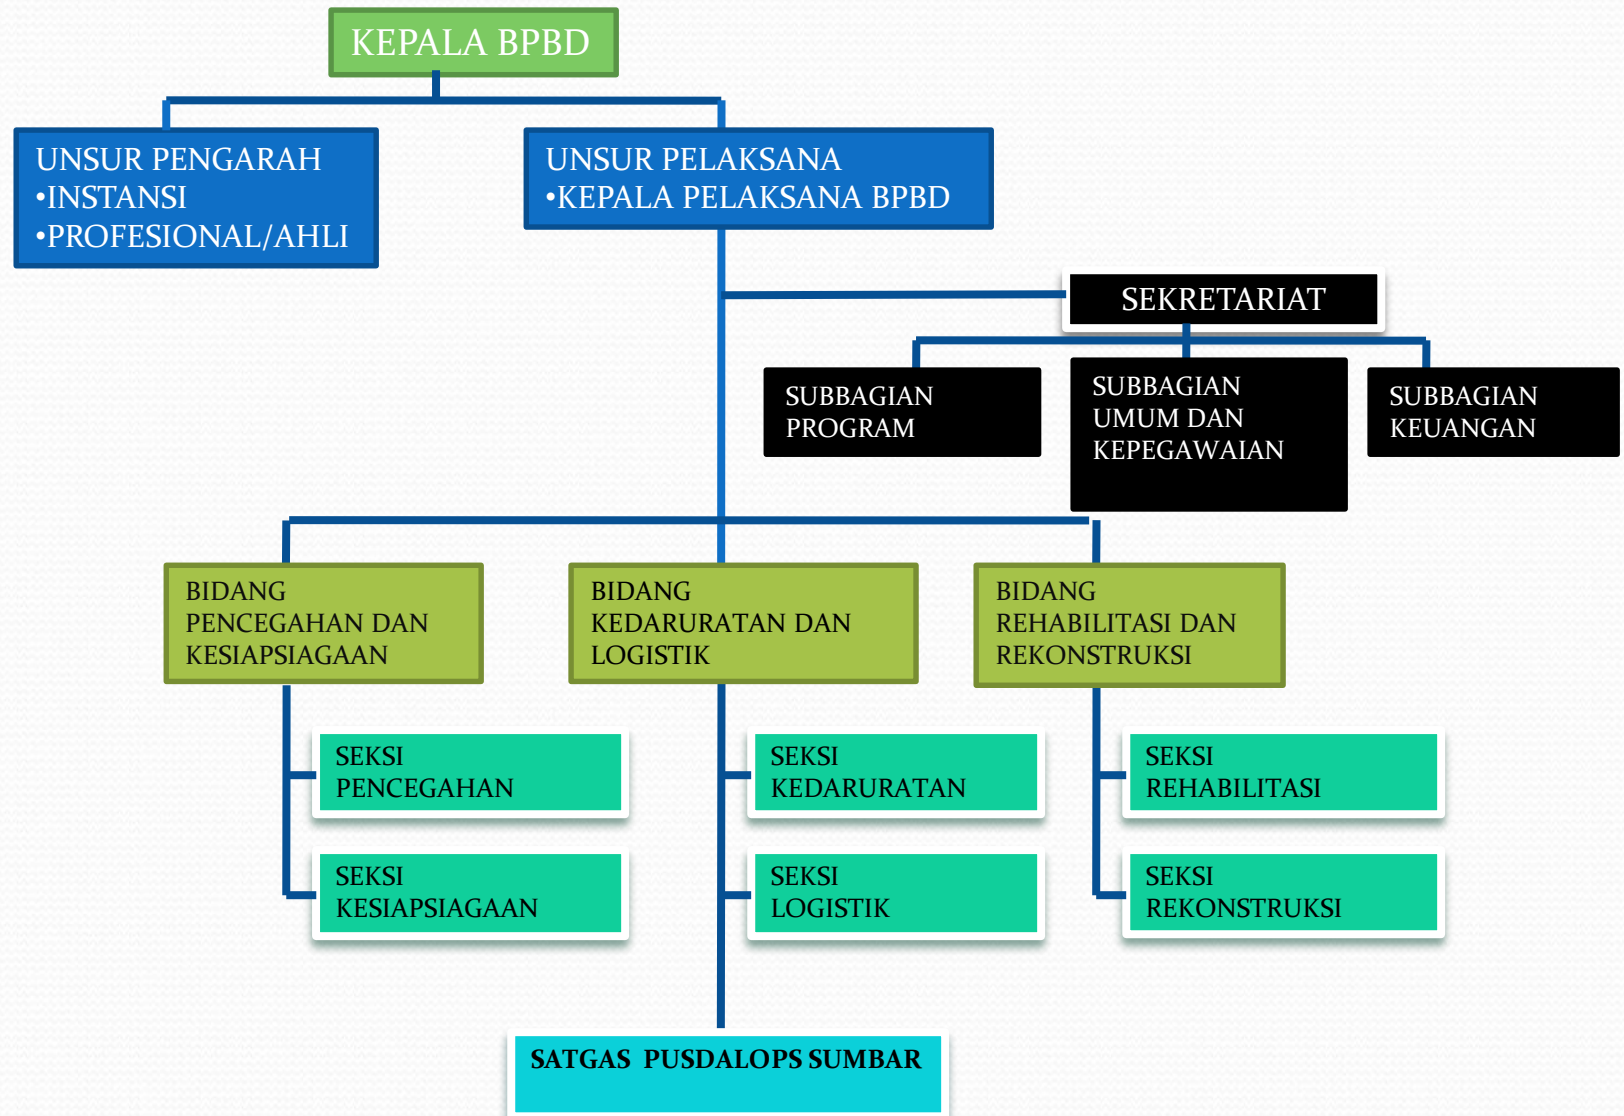 KEPALA BPBD
UNSUR PENGARAH
•INSTANSI
•PROFESIONAL/AHLI
UNSUR PELAKSANA
•KEPALA PELAKSANA BPBD
SEKRETARIAT
SUBBAGIAN
PROGRAM
SUBBAGIAN
UMUM DAN
KEPEGAWAIAN
SUBBAGIAN
KEUANGAN
BIDANG
PENCEGAHAN DAN
KESIAPSIAGAAN
BIDANG
KEDARURATAN DAN
LOGISTIK
BIDANG
REHABILITASI DAN
REKONSTRUKSI
SEKSI
PENCEGAHAN
SEKSI
KEDARURATAN
SEKSI
REHABILITASI
SEKSI
KESIAPSIAGAAN
SEKSI
LOGISTIK
SEKSI
REKONSTRUKSI
SATGAS PUSDALOPS SUMBAR